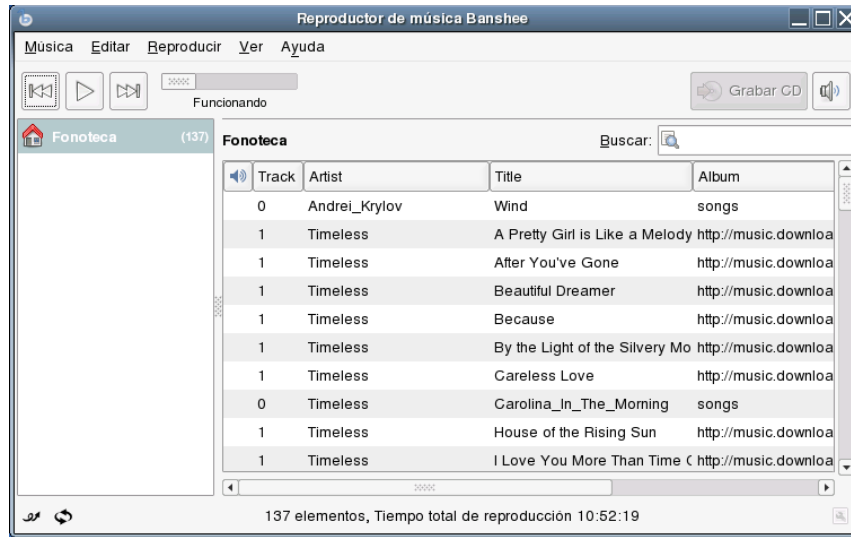 Reproductor de música Banshee
Música Editar Reproducir Ver Ayuda
Funcionando
Grabar CD
Fonoteca (137)
Fonoteca Buscar:
Track Artist Title Album
0 Andrei_Krylov Wind songs
1 Timeless A Pretty Girl is Like a Melody http://music.downloa
1 Timeless After You've Gone http://music.downloa
1 Timeless Beautiful Dreamer http://music.downloa
1 Timeless Because http://music.downloa
1 Timeless By the Light of the Silvery Mo http://music.downloa
1 Timeless Careless Love http://music.downloa
0 Timeless Carolina_In_The_Morning songs
1 Timeless House of the Rising Sun http://music.downloa
1 Timeless I Love You More Than Time ( http://music.downloa
137 elementos, Tiempo total de reproducción 10:52:19